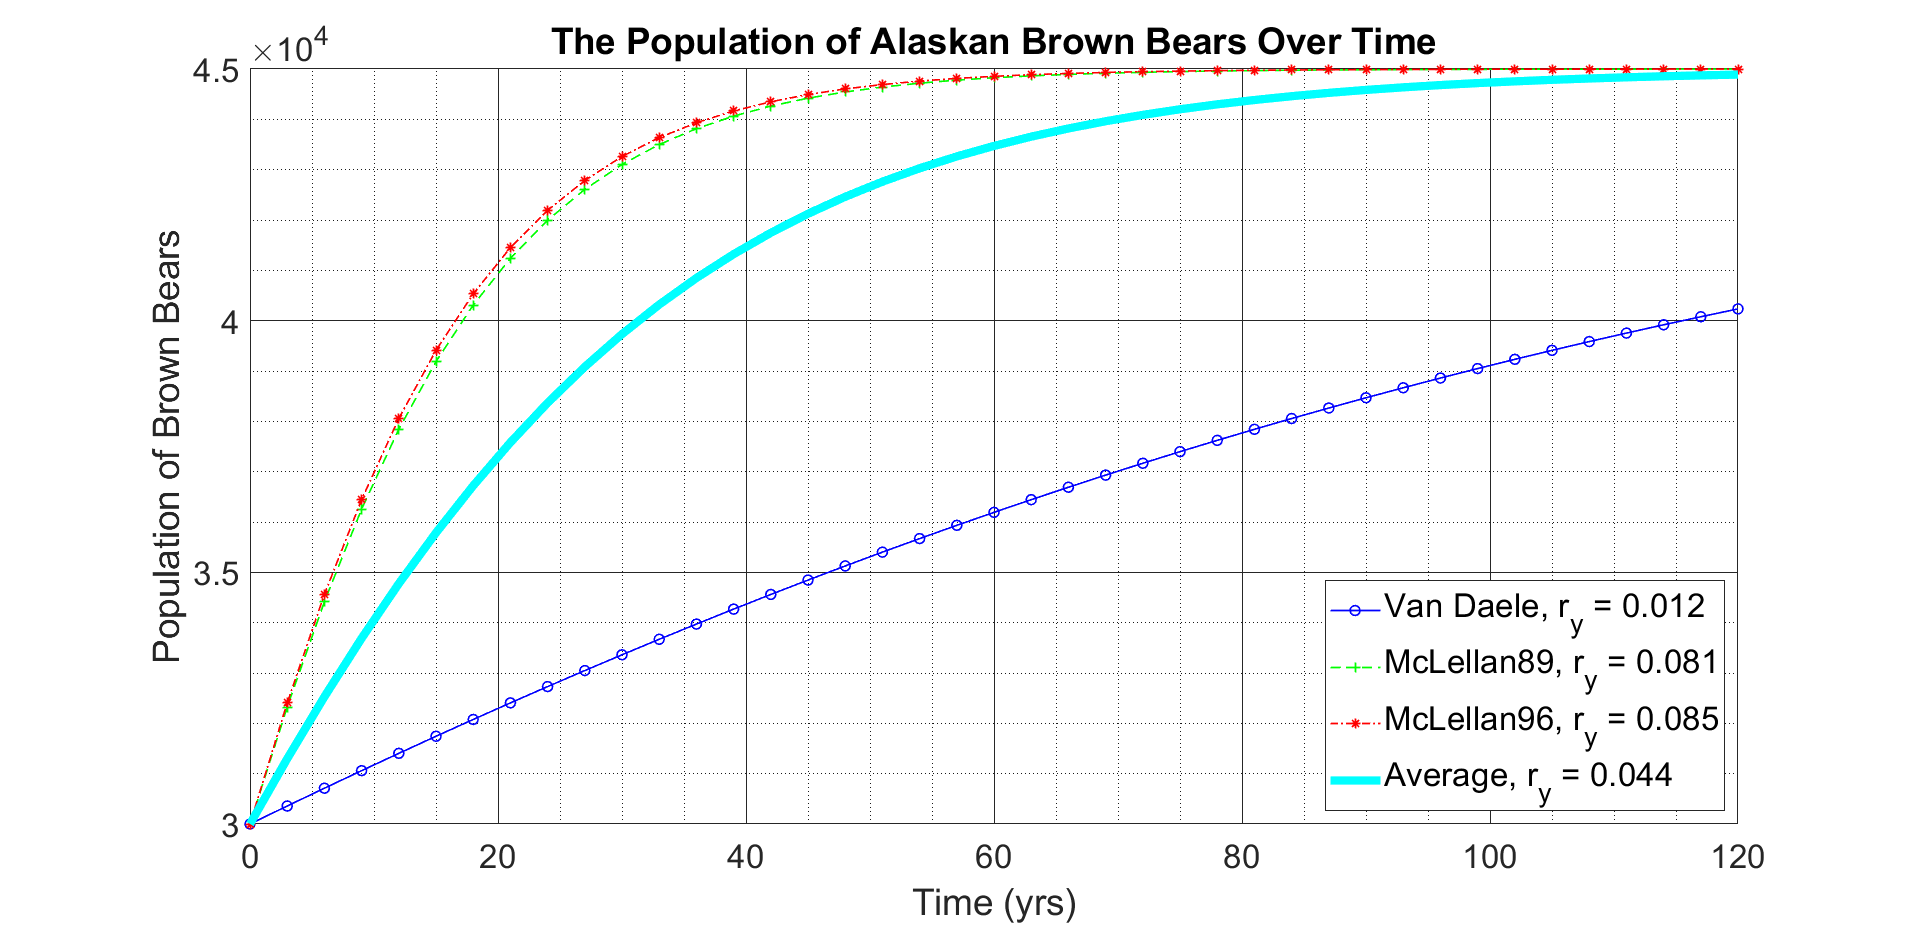 The Population of Alaskan Brown Bears Over Time
×10^4
4.5
4
3.5
3
Population of Brown Bears
0 20 40 60 80 100 120
Time (yrs)
Van Daele, r_y = 0.012
McLellan89, r_y = 0.081
McLellan96, r_y = 0.085
Average, r_y = 0.044